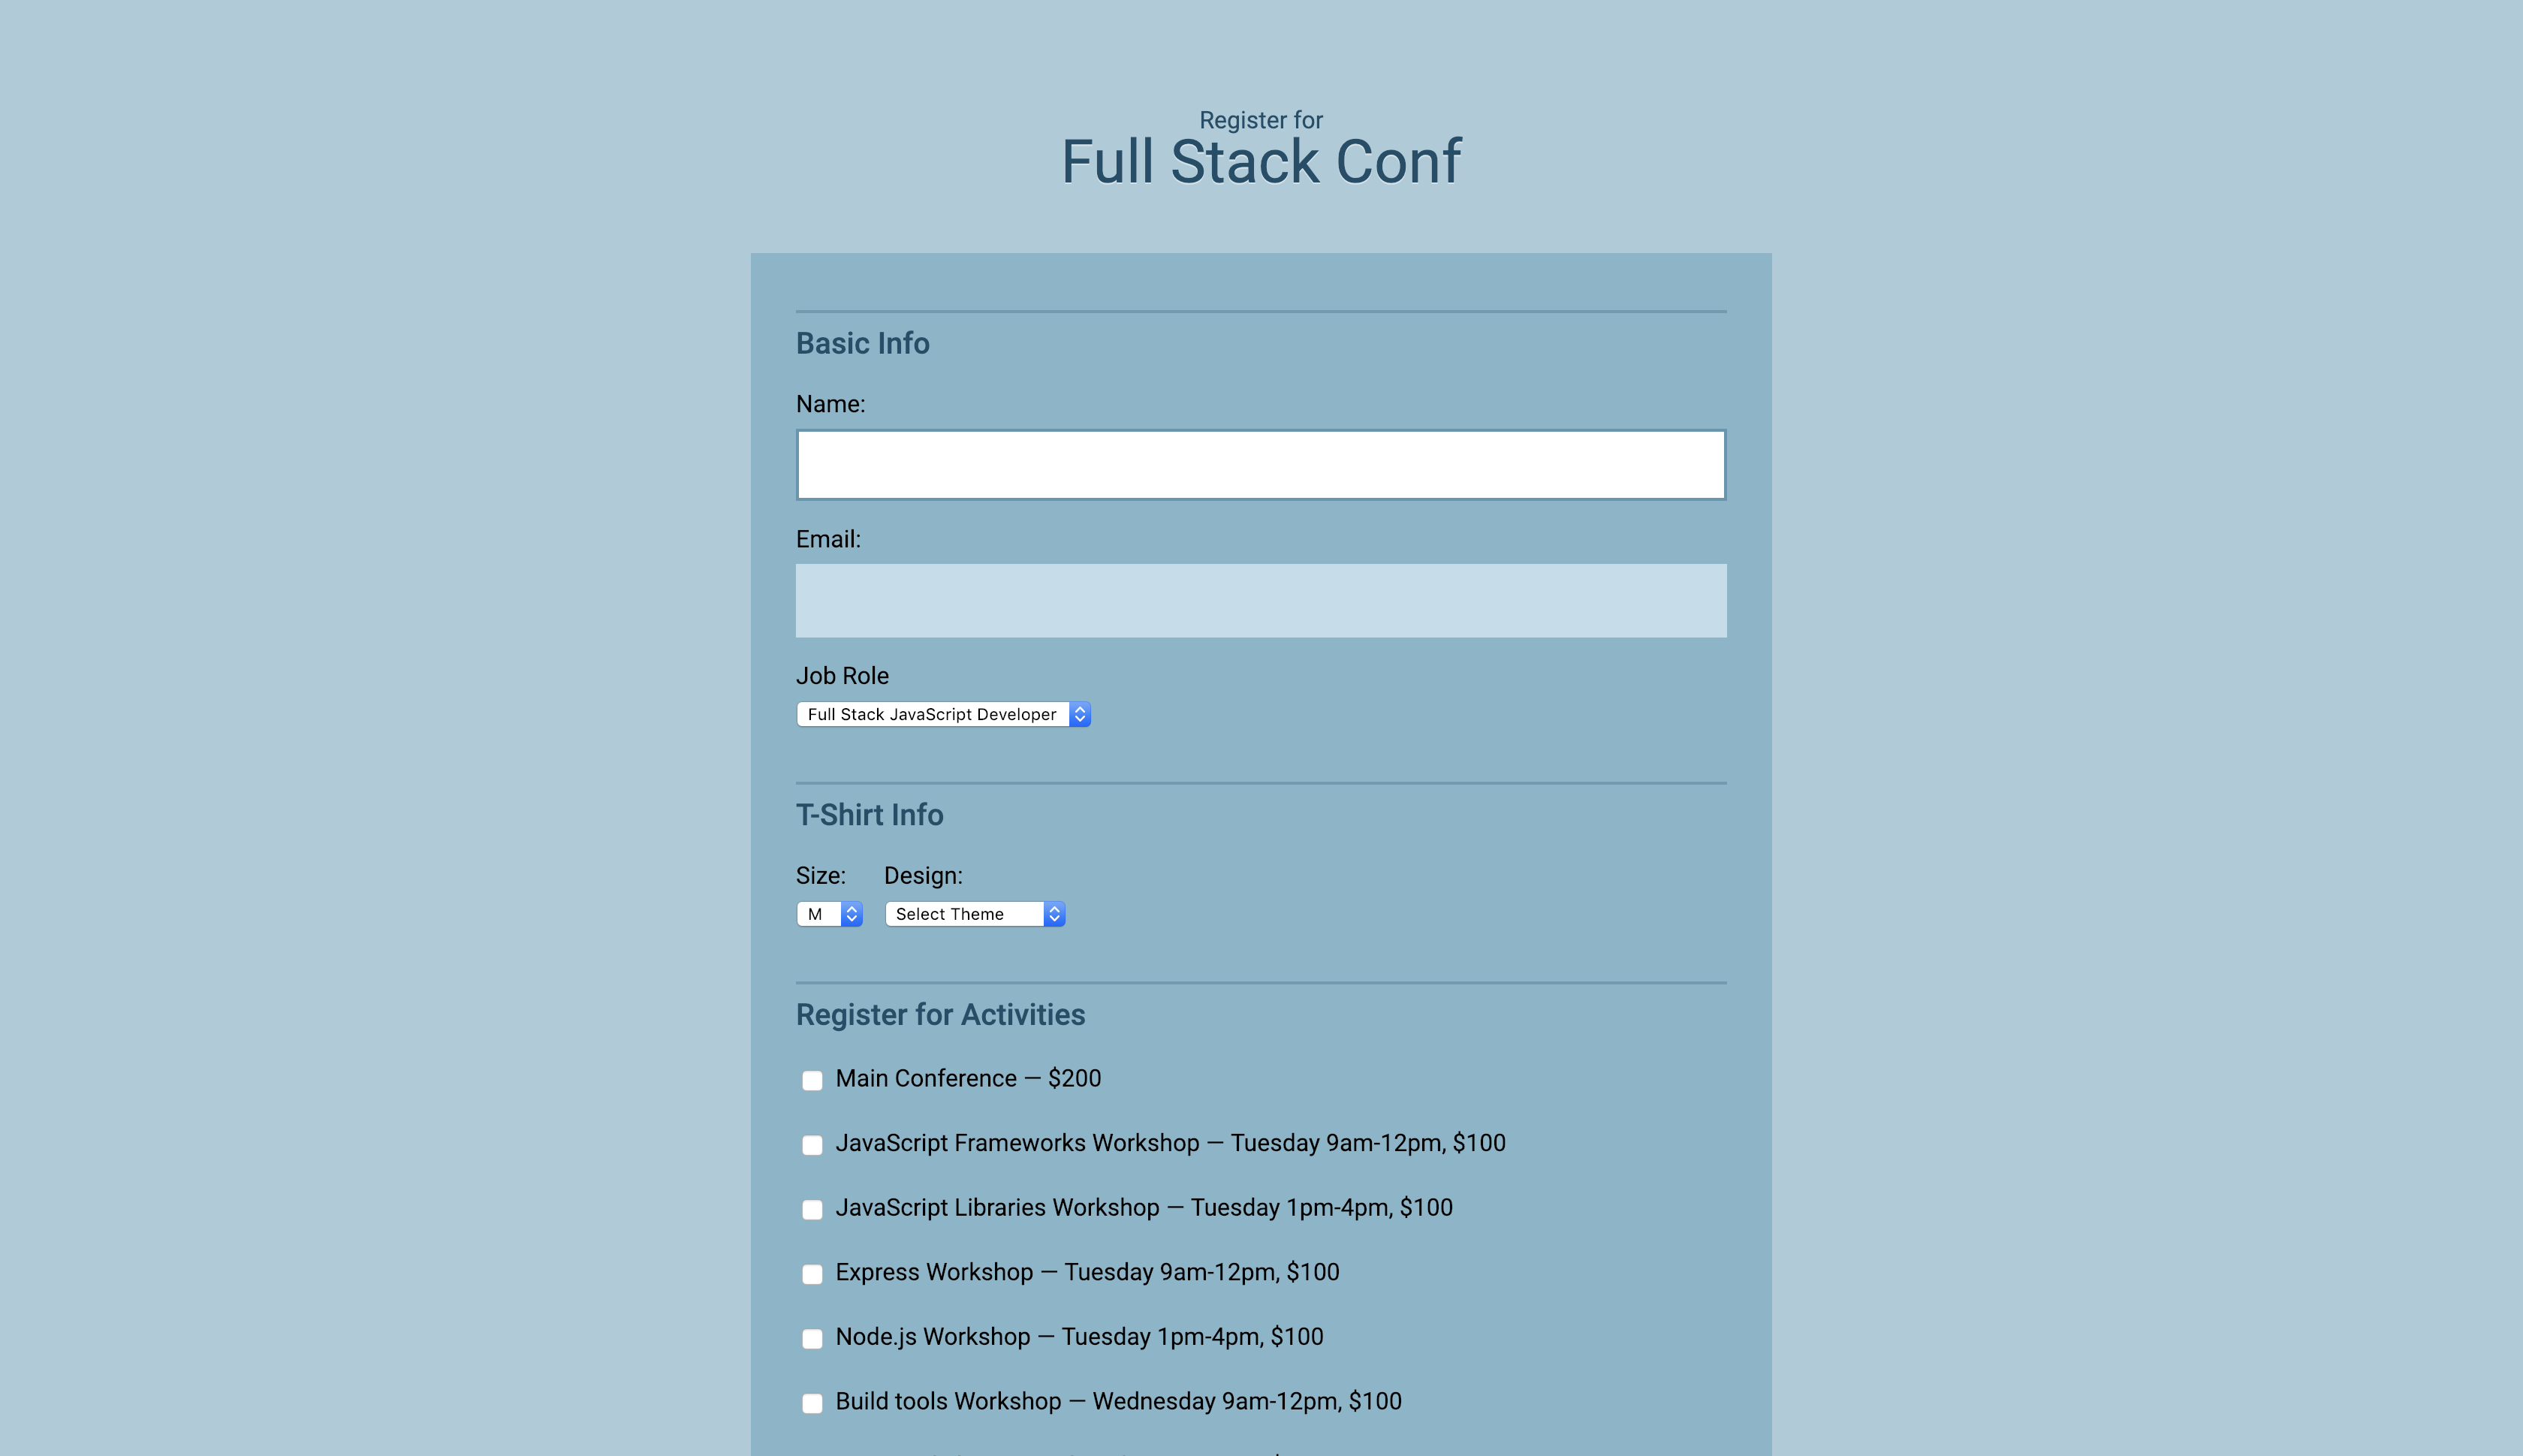 Register for
Full Stack Conf
Basic Info
Name:
Email:
Job Role
Full Stack JavaScript Developer
T-Shirt Info
Size: Design:
M Select Theme
Register for Activities
Main Conference — $200
JavaScript Frameworks Workshop — Tuesday 9am-12pm, $100
JavaScript Libraries Workshop — Tuesday 1pm-4pm, $100
Express Workshop — Tuesday 9am-12pm, $100
Node.js Workshop — Tuesday 1pm-4pm, $100
Build tools Workshop — Wednesday 9am-12pm, $100